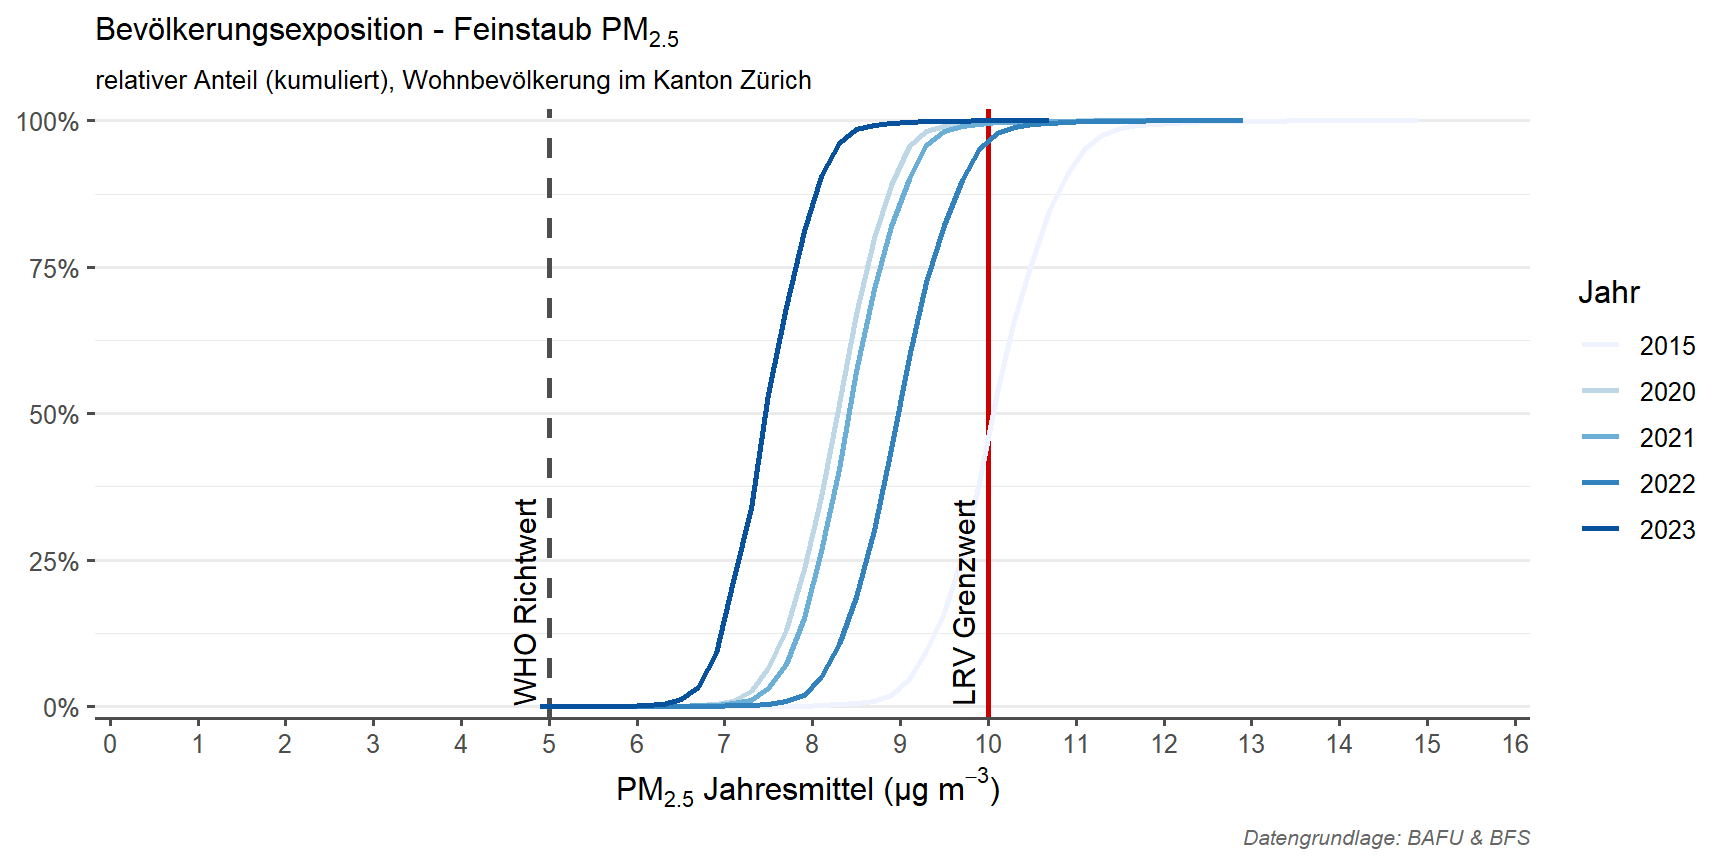 Bevölkerungsexposition - Feinstaub PM2.5
relativer Anteil (kumuliert), Wohnbevölkerung im Kanton Zürich
100%
75%
50%
25%
0%
WHO Richtwert
LRV Grenzwert
0 1 2 3 4 5 6 7 8 9 10 11 12 13 14 15 16
PM2.5 Jahresmittel (µg m−3)
Jahr
2015
2020
2021
2022
2023
Datengrundlage: BAFU & BFS